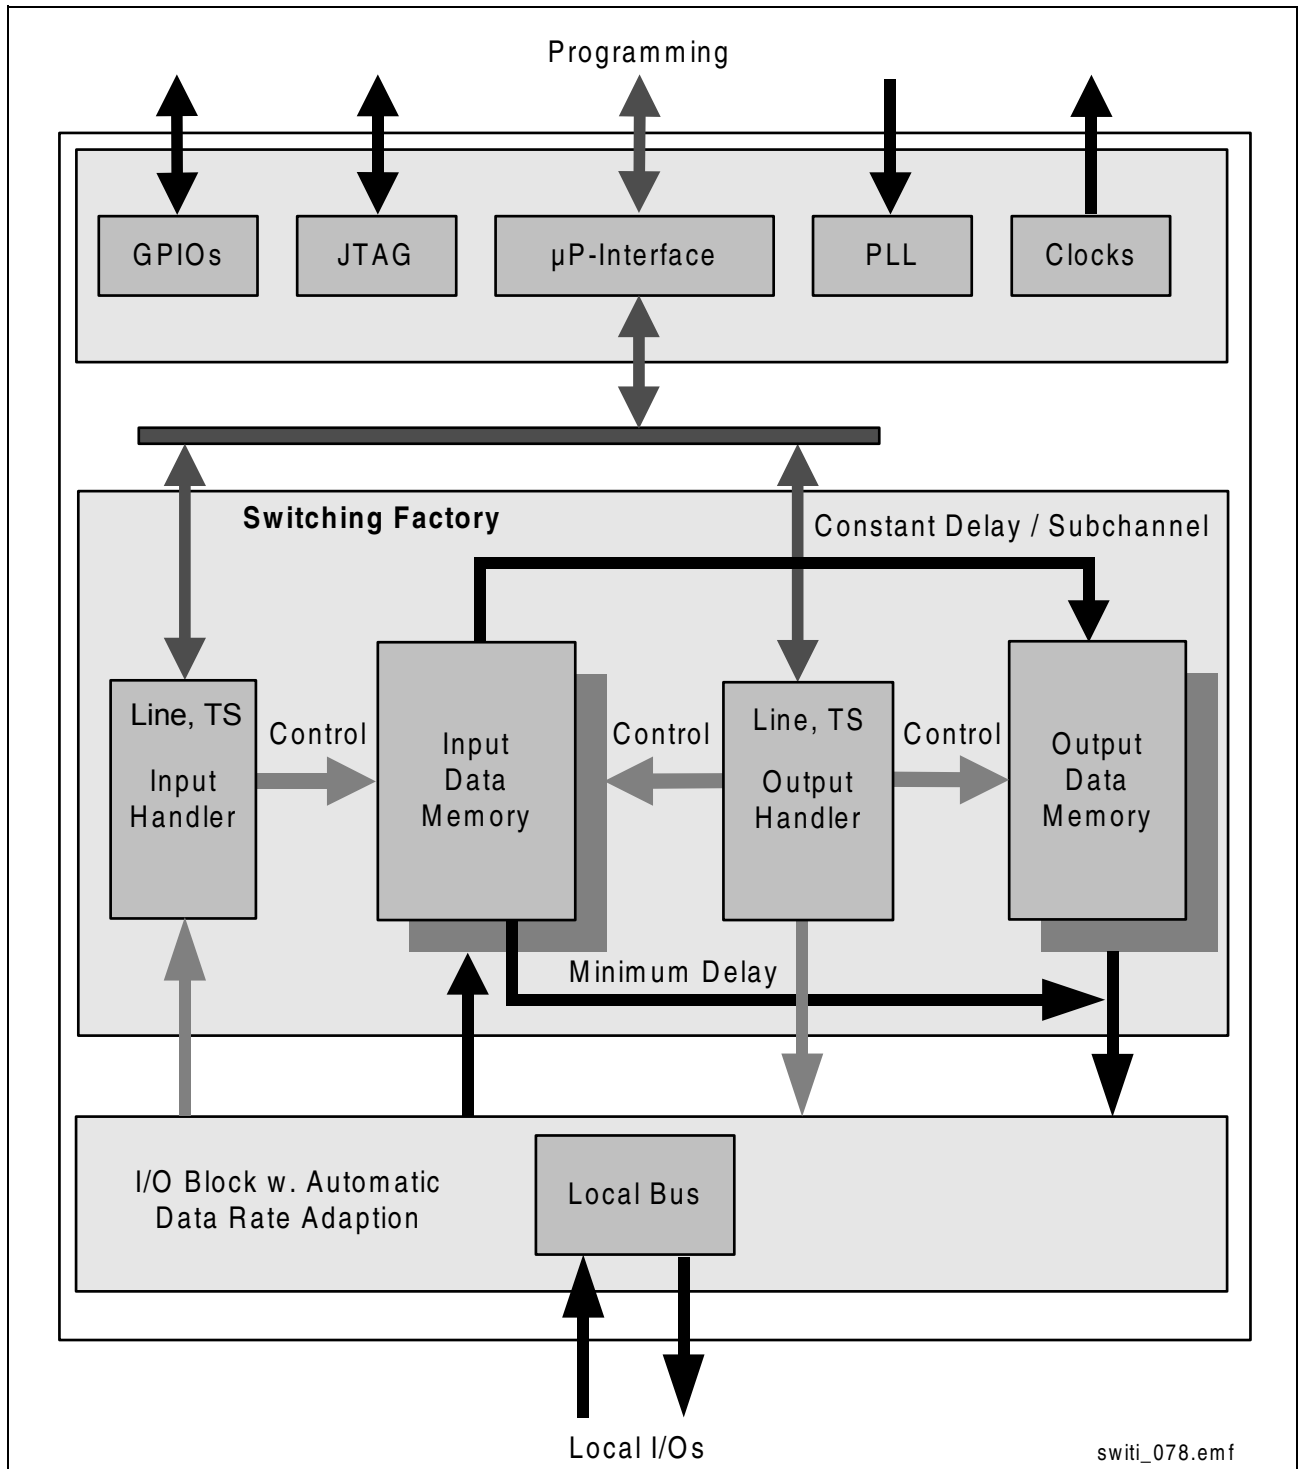 Programming
GPIOs
JTAG
µP-Interface
PLL
Clocks
Switching Factory
Constant Delay / Subchannel
Line, TS
Input
Handler
Control
Input
Data
Memory
Control
Line, TS
Output
Handler
Control
Output
Data
Memory
Minimum Delay
I/O Block w. Automatic
Data Rate Adaption
Local Bus
Local I/Os
switi_078.emf